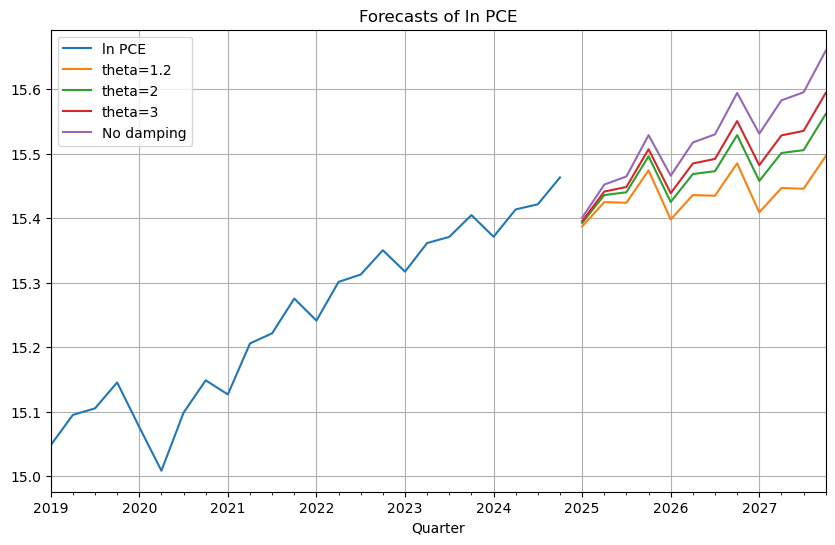 Forecasts of ln PCE
ln PCE
theta=1.2
theta=2
theta=3
No damping
15.6
15.5
15.4
15.3
15.2
15.1
15.0
2019 2020 2021 2022 2023 2024 2025 2026 2027
Quarter